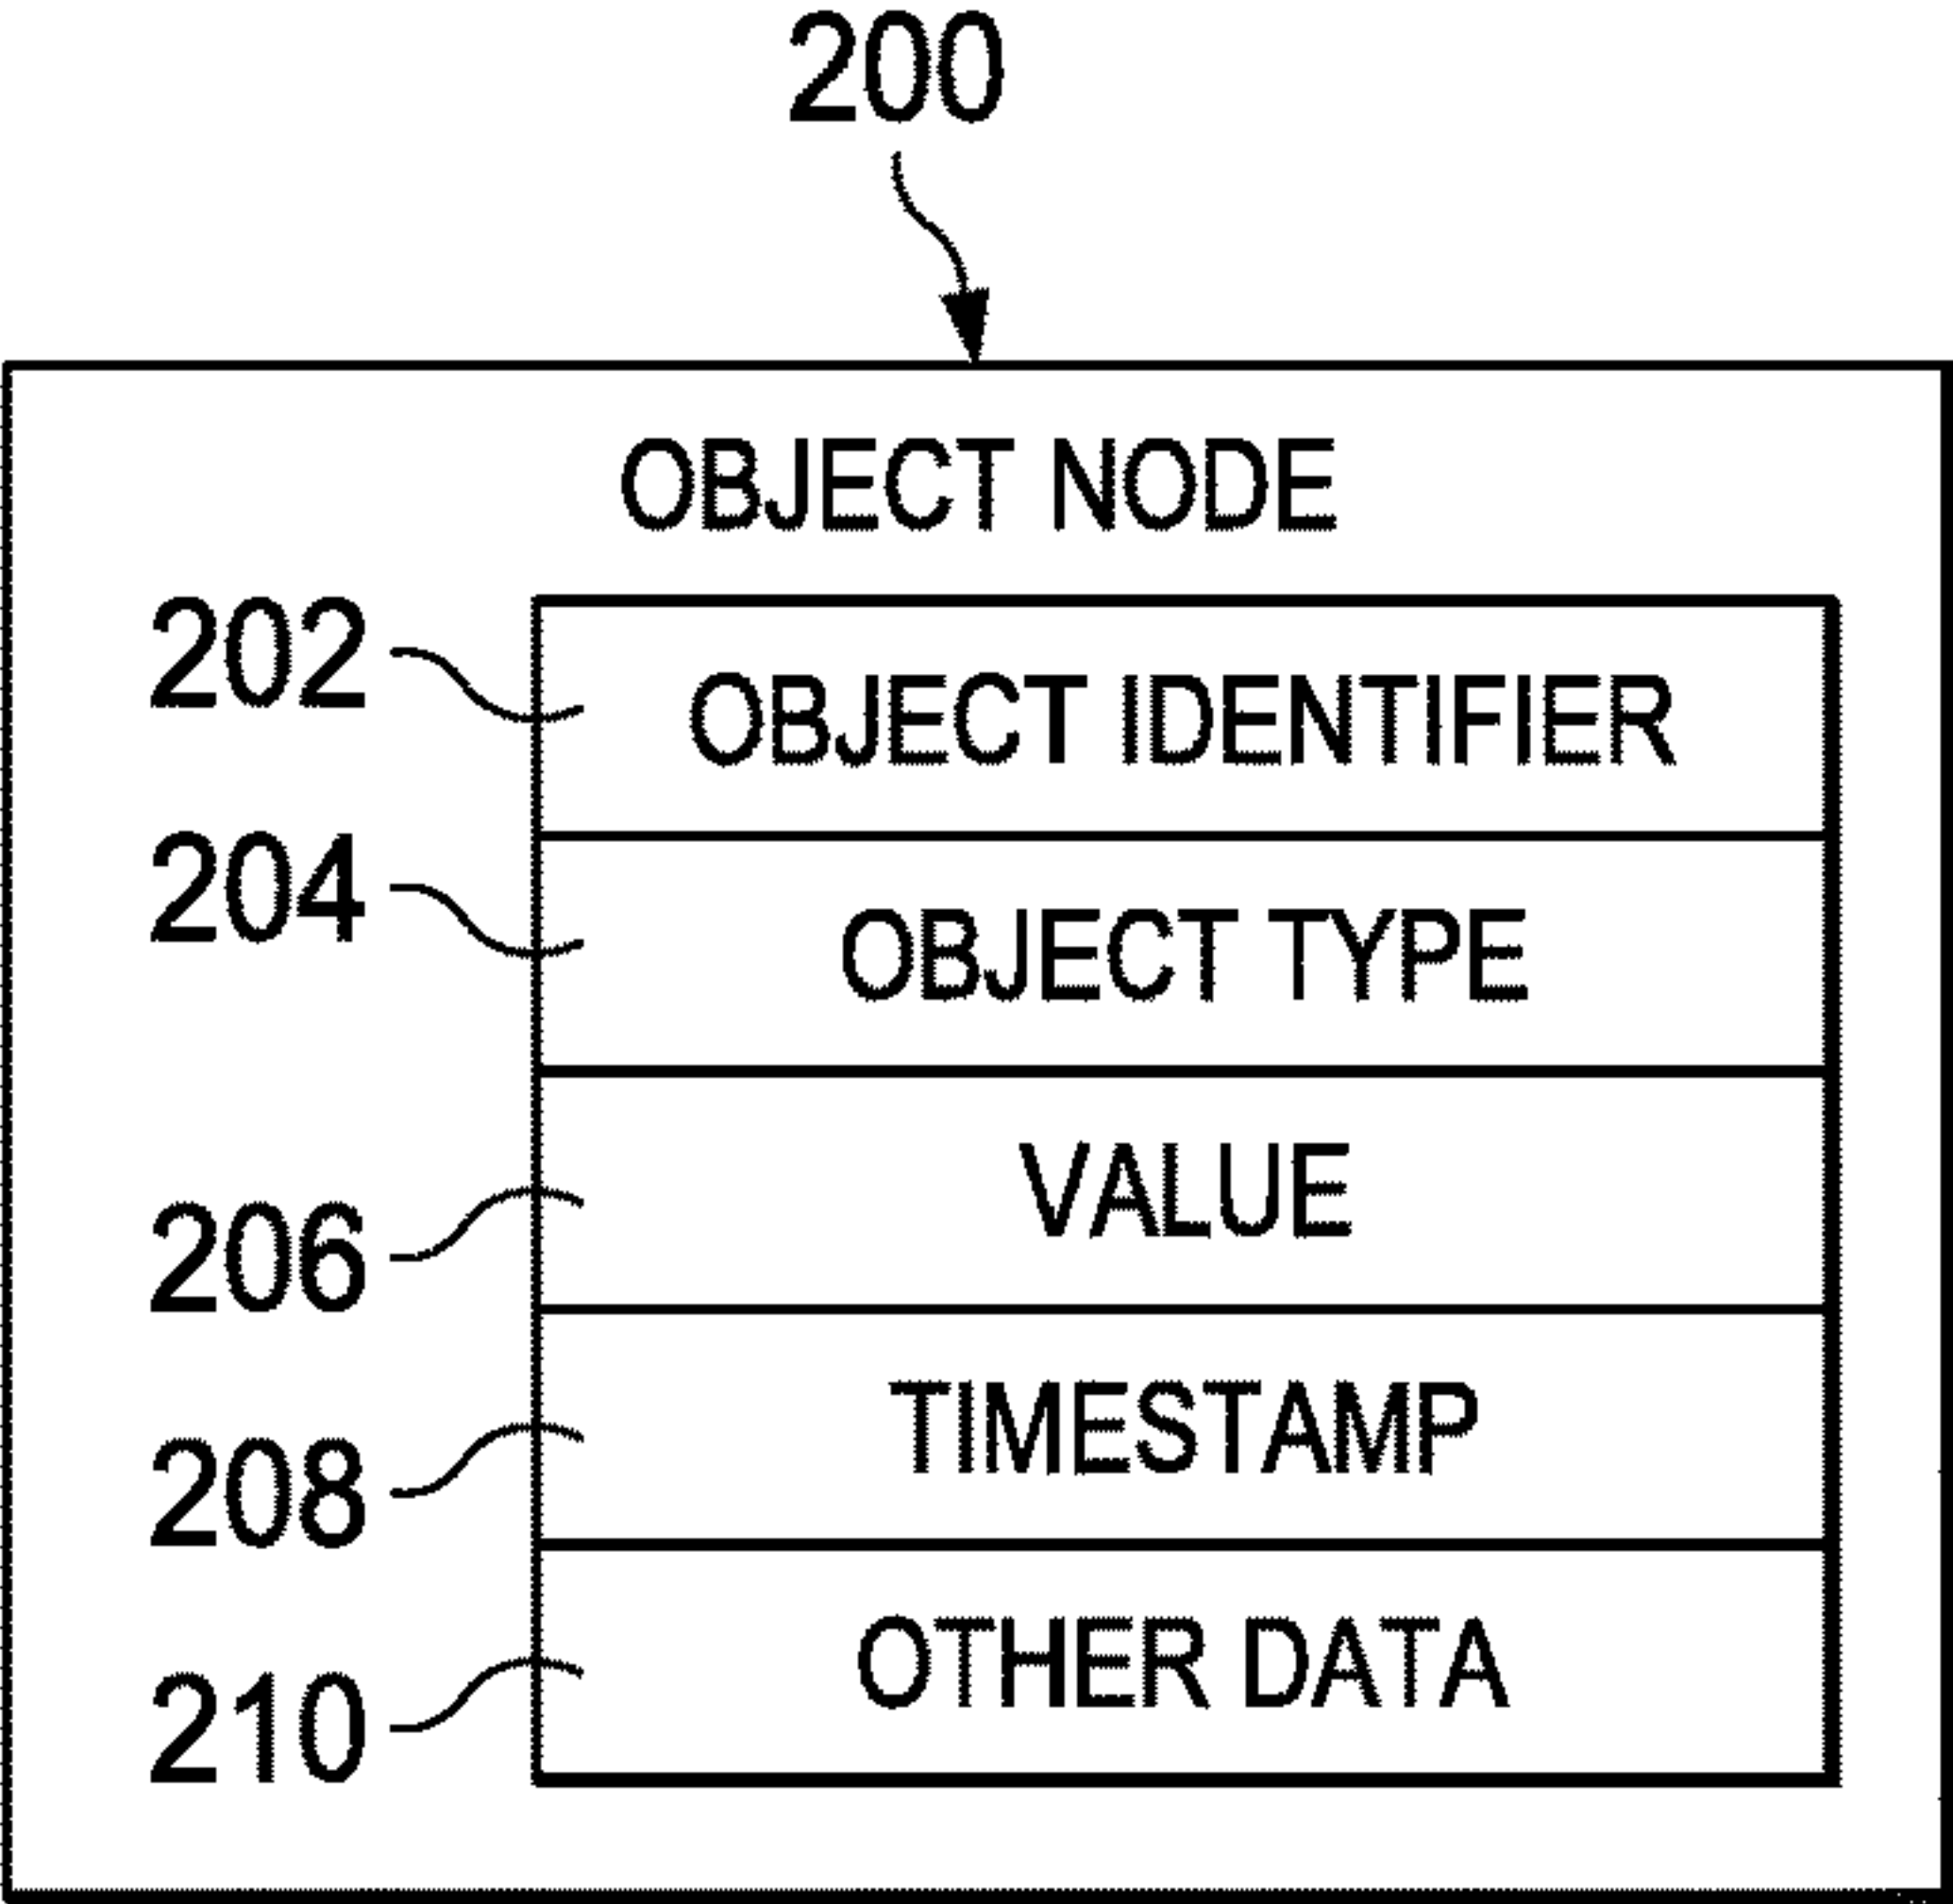 200
OBJECT NODE
202 OBJECT IDENTIFIER
204 OBJECT TYPE
206 VALUE
208 TIMESTAMP
210 OTHER DATA